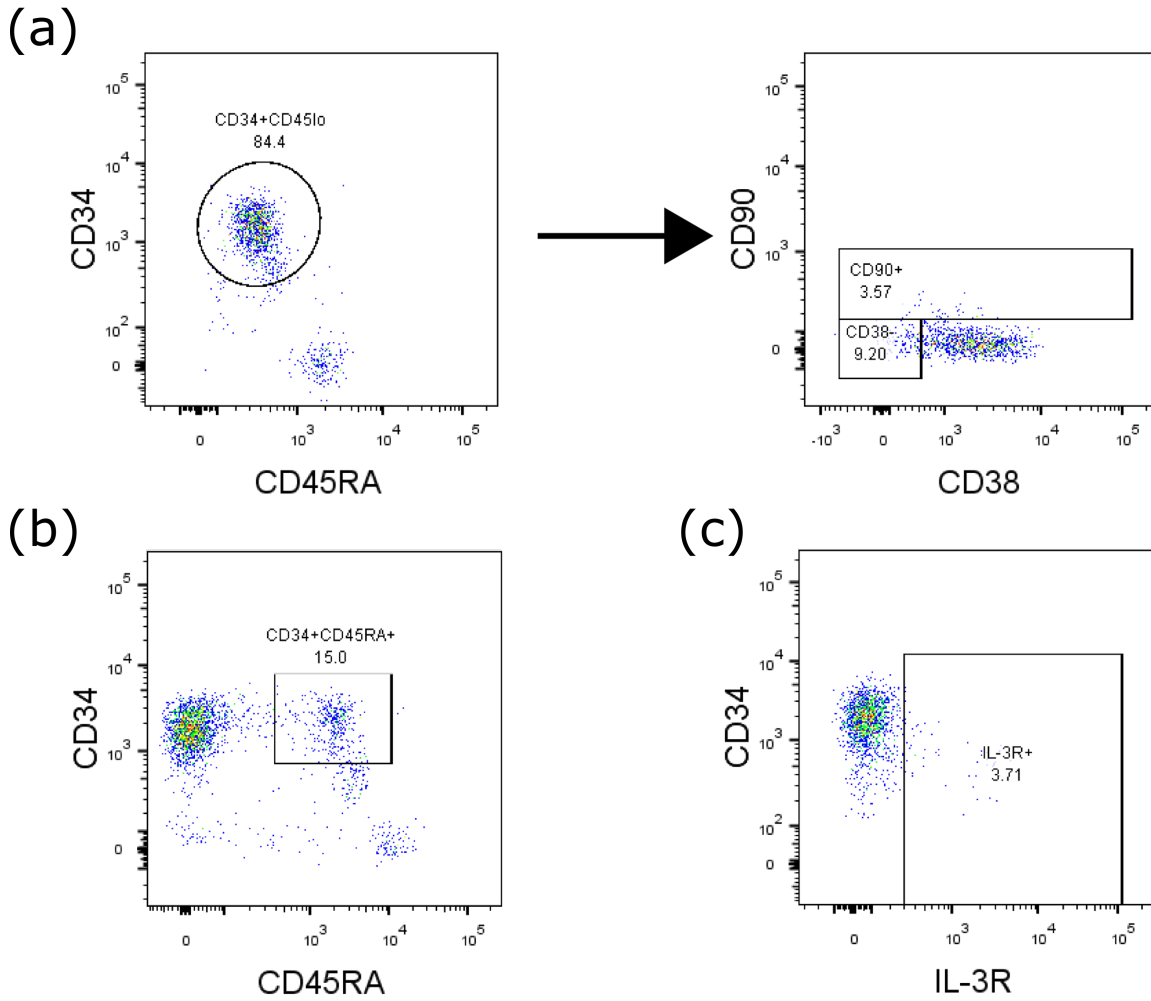 (a)
CD34+CD45lo
84.4
10^5
10^4
10^3
10^2
0
CD34
0
10^3
10^4
10^5
CD45RA
10^5
10^4
10^3
0
CD90
CD90+
3.57
CD38-
9.20
-10^3
0
10^3
10^4
10^5
CD38
(b)
CD34+CD45RA+
15.0
10^5
10^4
10^3
0
CD34
0
10^3
10^4
10^5
CD45RA
(c)
10^5
10^4
10^3
10^2
0
CD34
IL-3R+
3.71
0
10^3
10^4
10^5
IL-3R